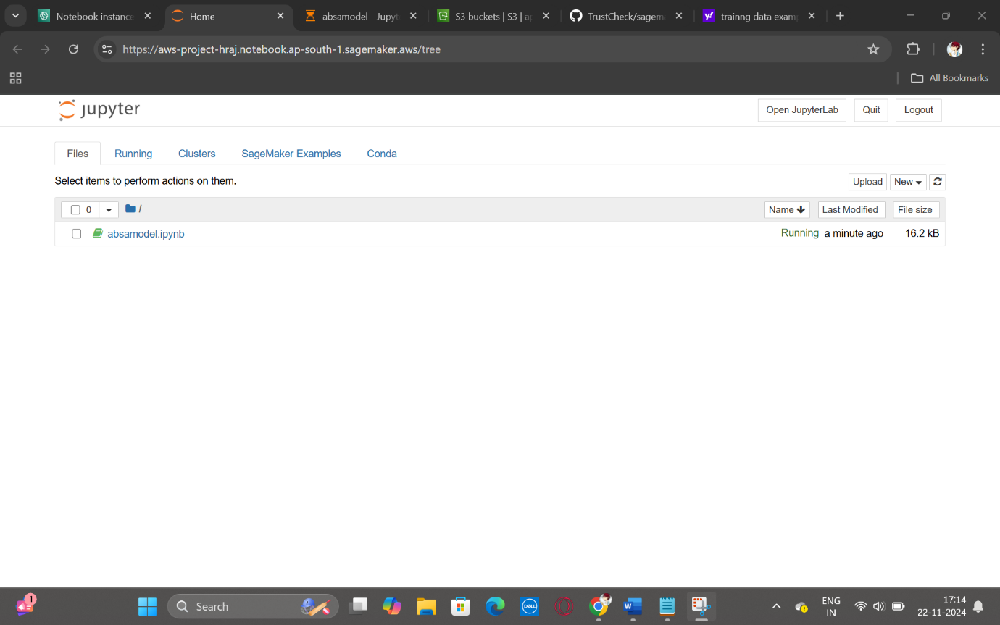 Notebook instance
Home
absamodel - Jupyt
S3 buckets | S3 | ap
TrustCheck/sagem
trainng data exam
https://aws-project-hraj.notebook.ap-south-1.sagemaker.aws/tree
All Bookmarks
jupyter
Open JupyterLab
Quit
Logout
Files
Running
Clusters
SageMaker Examples
Conda
Select items to perform actions on them.
Upload
New
0
/
Name
Last Modified
File size
absamodel.ipynb
Running
a minute ago
16.2 kB
1
Search
DELL
W
ENG
IN
17:14
22-11-2024